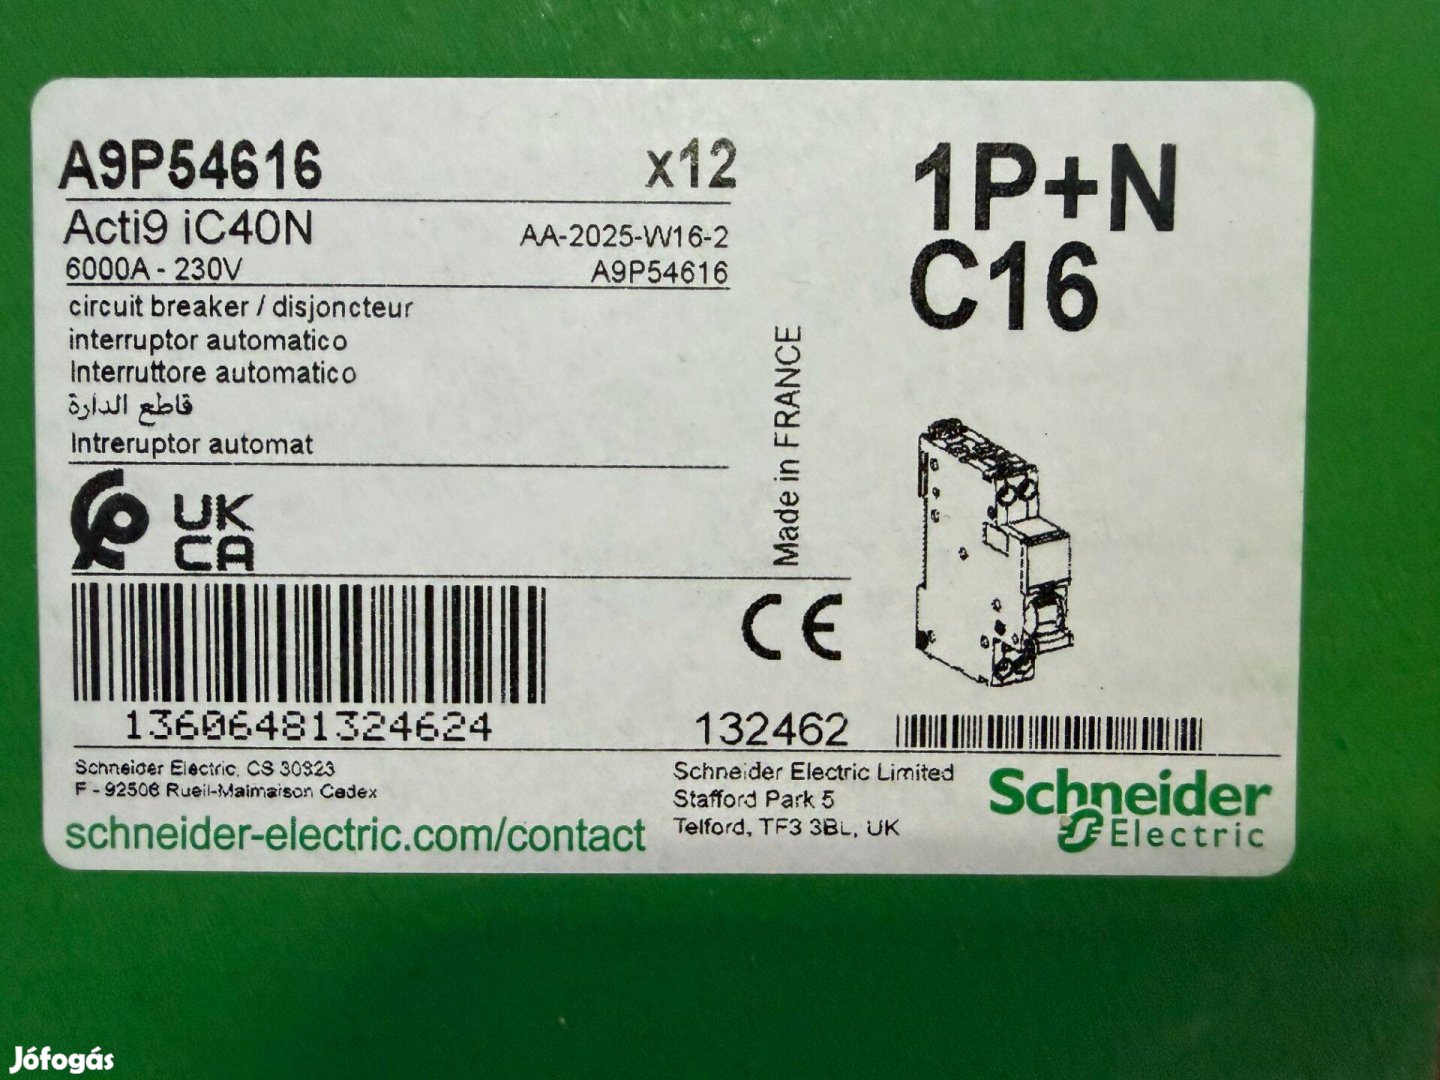 A9P54616 x12
Acti9 iC40N AA-2025-W16-2
6000A - 230V A9P54616
circuit breaker / disjoncteur
interruptor automatico
Interruttore automatico
قاطع الدارة
Intreruptor automat
1P+N
C16
Made in FRANCE
UK
CA
CE
13606481324624
132462
Schneider Electric, CS 30323
F - 92506 Rueil-Malmaison Cedex
schneider-electric.com/contact
Schneider Electric Limited
Stafford Park 5
Telford, TF3 3BL, UK
Schneider
Electric
Jófogás